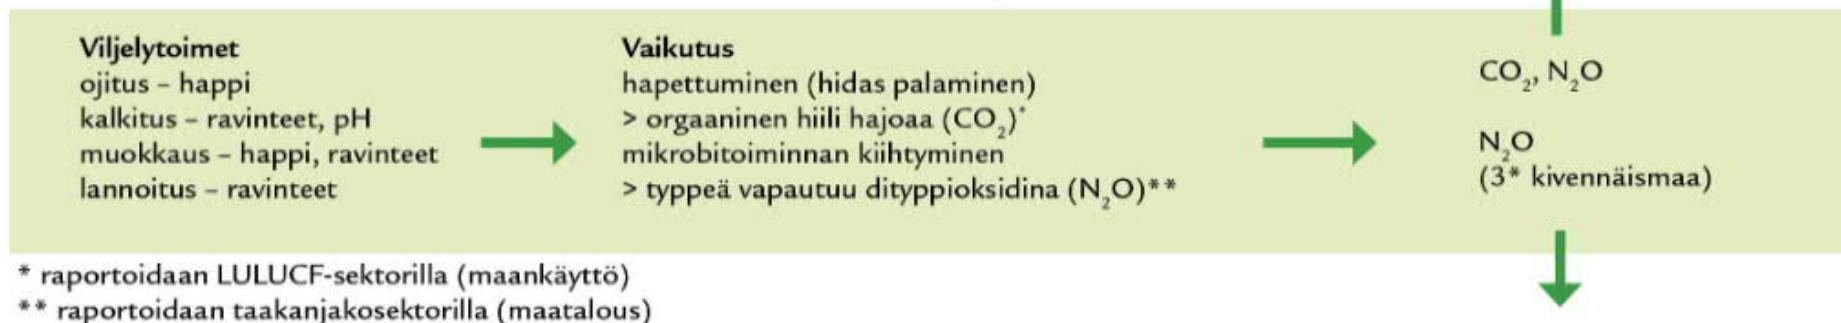 Viljelytoimet
ojitus – happi
kalkitus – ravinteet, pH
muokkaus – happi, ravinteet
lannoitus – ravinteet
Vaikutus
hapettuminen (hidas palaminen)
> orgaaninen hiili hajoaa (CO₂)*
mikrobitoiminnan kiihtyminen
> typpeä vapautuu dityppioksidina (N₂O)**
CO₂, N₂O
N₂O
(3* kivennäismaa)
* raportoidaan LULUCF-sektorilla (maankäyttö)
** raportoidaan taakanjakosektorilla (maatalous)